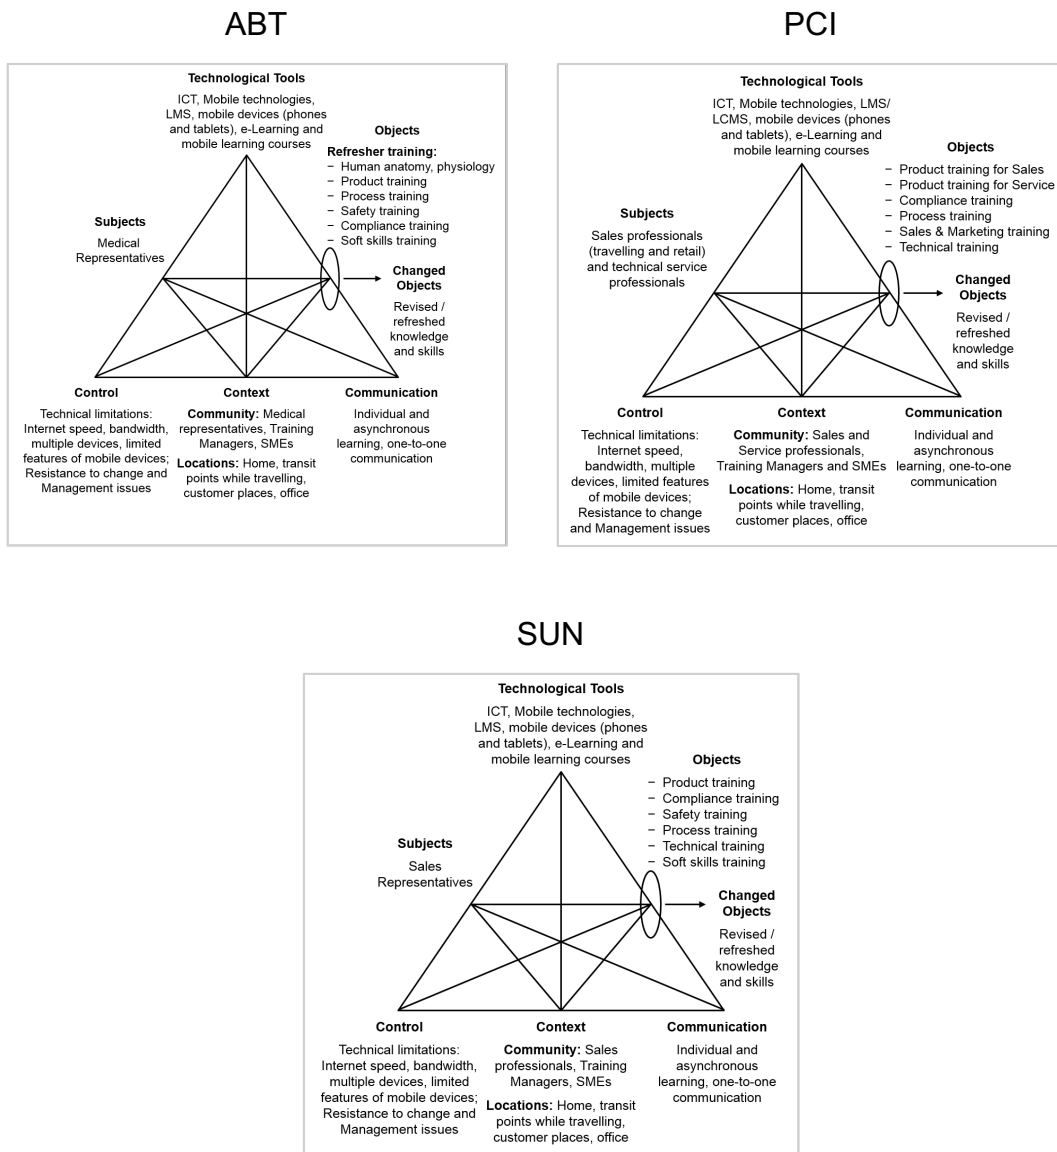 ABT
Technological Tools
ICT, Mobile technologies,
LMS, mobile devices (phones
and tablets), e-Learning and
mobile learning courses
Objects
Refresher training:
– Human anatomy, physiology
– Product training
– Process training
– Safety training
– Compliance training
– Soft skills training
Subjects
Medical
Representatives
Changed
Objects
Revised /
refreshed
knowledge
and skills
Control
Technical limitations:
Internet speed, bandwidth,
multiple devices, limited
features of mobile devices;
Resistance to change and
Management issues
Context
Community: Medical
representatives, Training
Managers, SMEs
Locations: Home, transit
points while travelling,
customer places, office
Communication
Individual and
asynchronous
learning, one-to-one
communication
PCI
Technological Tools
ICT, Mobile technologies, LMS/
LCMS, mobile devices (phones
and tablets), e-Learning and
mobile learning courses
Objects
– Product training for Sales
– Product training for Service
– Compliance training
– Process training
– Sales & Marketing training
– Technical training
Subjects
Sales professionals
(travelling and retail)
and technical service
professionals
Changed
Objects
Revised /
refreshed
knowledge
and skills
Control
Technical limitations:
Internet speed,
bandwidth, multiple
devices, limited features
of mobile devices;
Resistance to change
and Management issues
Context
Community: Sales and
Service professionals,
Training Managers and SMEs
Locations: Home, transit
points while travelling,
customer places, office
Communication
Individual and
asynchronous
learning, one-to-one
communication
SUN
Technological Tools
ICT, Mobile technologies,
LMS, mobile devices (phones
and tablets), e-Learning and
mobile learning courses
Objects
– Product training
– Compliance training
– Safety training
– Process training
– Technical training
– Soft skills training
Subjects
Sales
Representatives
Changed
Objects
Revised /
refreshed
knowledge
and skills
Control
Technical limitations:
Internet speed, bandwidth,
multiple devices, limited
features of mobile devices;
Resistance to change and
Management issues
Context
Community: Sales
professionals, Training
Managers, SMEs
Locations: Home, transit
points while travelling,
customer places, office
Communication
Individual and
asynchronous
learning, one-to-one
communication